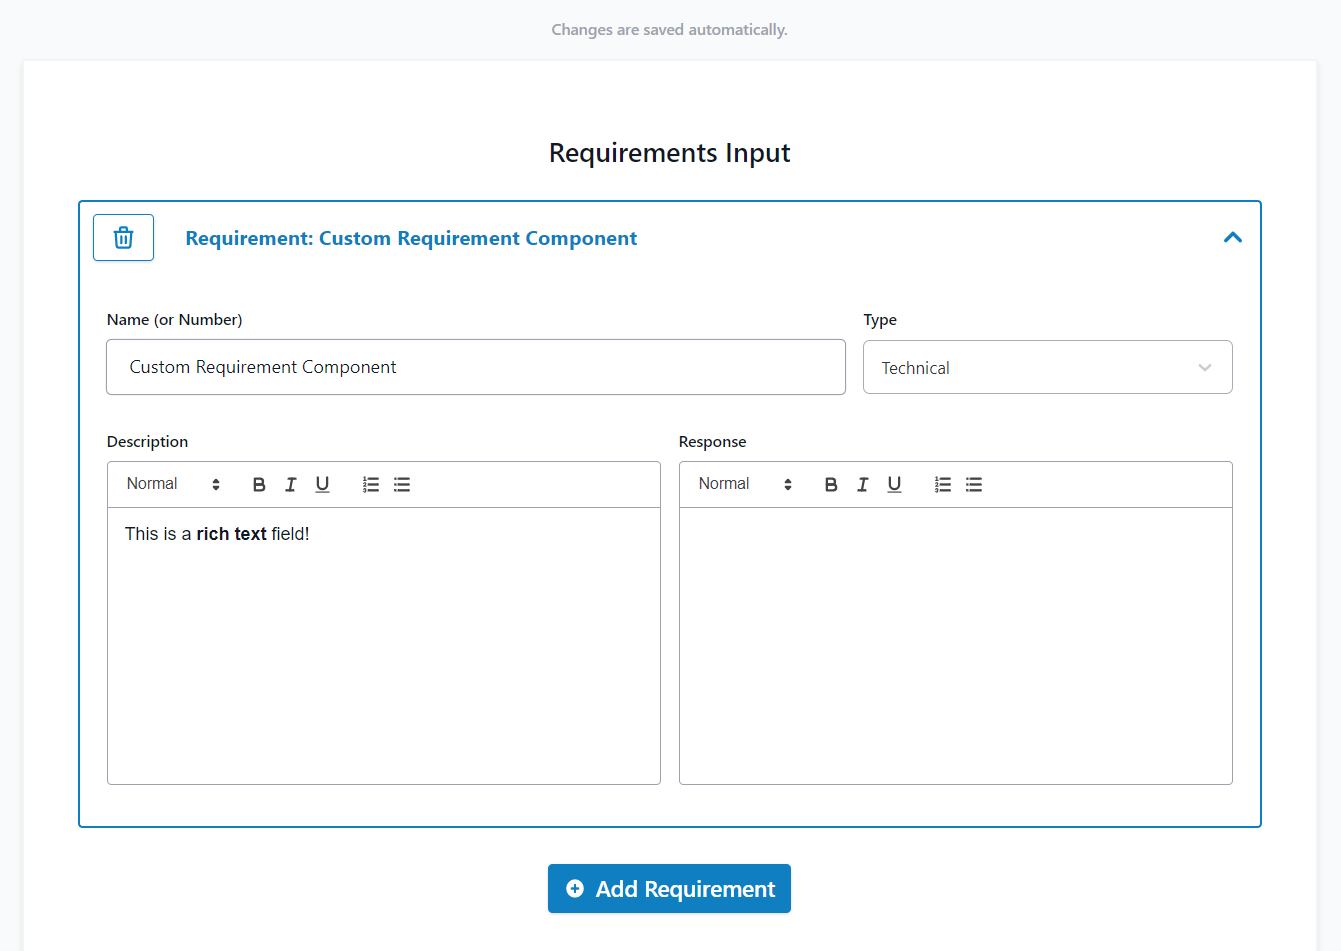 Changes are saved automatically.
Requirements Input
Requirement: Custom Requirement Component
Name (or Number)
Type
Custom Requirement Component
Technical
Description
Response
Normal B I U
Normal B I U
This is a rich text field!
Add Requirement